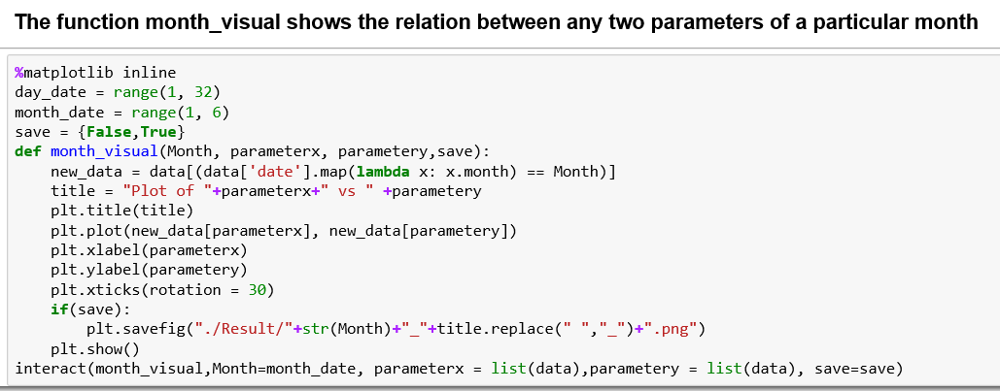 The function month_visual shows the relation between any two parameters of a particular month
%matplotlib inline
day_date = range(1, 32)
month_date = range(1, 6)
save = {False,True}
def month_visual(Month, parameterx, parametery,save):
    new_data = data[(data['date'].map(lambda x: x.month) == Month)]
    title = "Plot of "+parameterx+" vs " +parametery
    plt.title(title)
    plt.plot(new_data[parameterx], new_data[parametery])
    plt.xlabel(parameterx)
    plt.ylabel(parametery)
    plt.xticks(rotation = 30)
    if(save):
        plt.savefig("./Result/"+str(Month)+"_"+title.replace(" ","_")+".png")
    plt.show()
interact(month_visual,Month=month_date, parameterx = list(data),parametery = list(data), save=save)